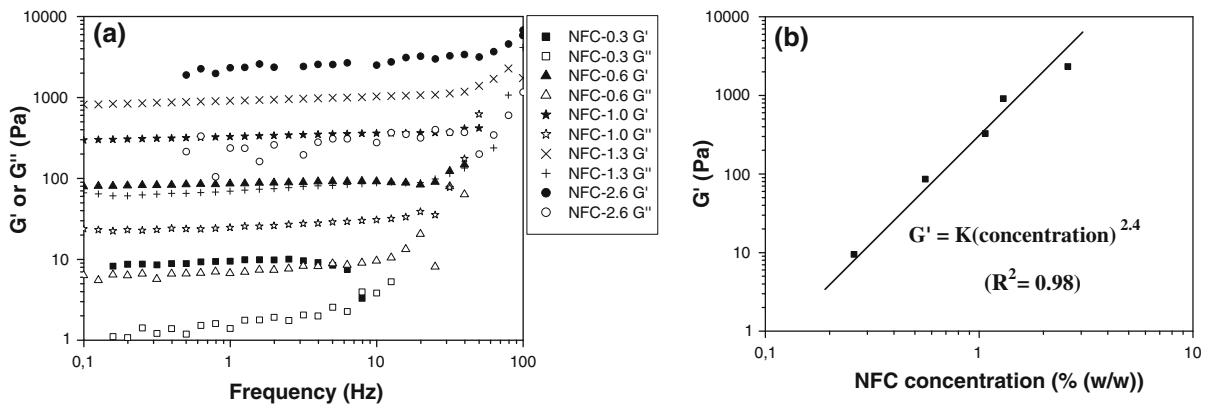 (a)
10000
1000
100
10
1
G' or G" (Pa)
0,1
1
10
100
Frequency (Hz)
NFC-0.3 G'
NFC-0.3 G"
NFC-0.6 G'
NFC-0.6 G"
NFC-1.0 G'
NFC-1.0 G"
NFC-1.3 G'
NFC-1.3 G"
NFC-2.6 G'
NFC-2.6 G"
(b)
10000
1000
100
10
1
G' (Pa)
G' = K(concentration)^2.4
(R^2= 0.98)
0,1
1
10
NFC concentration (% (w/w))